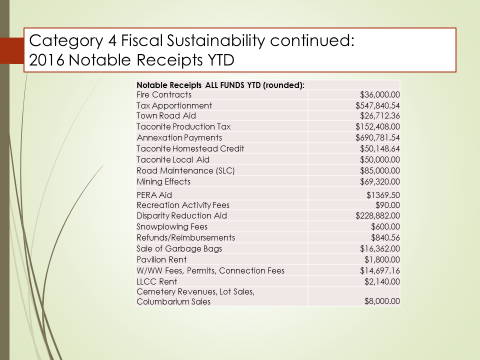 Category 4 Fiscal Sustainability continued:
2016 Notable Receipts YTD
Notable Receipts ALL FUNDS YTD (rounded):
Fire Contracts $36,000.00
Tax Apportionment $547,840.54
Town Road Aid $26,712.36
Taconite Production Tax $152,408.00
Annexation Payments $690,781.54
Taconite Homestead Credit $50,148.64
Taconite Local Aid $50,000.00
Road Maintenance (SLC) $85,000.00
Mining Effects $69,320.00
PERA Aid $1369.50
Recreation Activity Fees $90.00
Disparity Reduction Aid $228,882.00
Snowplowing Fees $600.00
Refunds/Reimbursements $840.56
Sale of Garbage Bags $16,362.00
Pavilion Rent $1,800.00
W/WW Fees, Permits, Connection Fees $14,697.16
LLCC Rent $2,140.00
Cemetery Revenues, Lot Sales,
Columbarium Sales $8,000.00